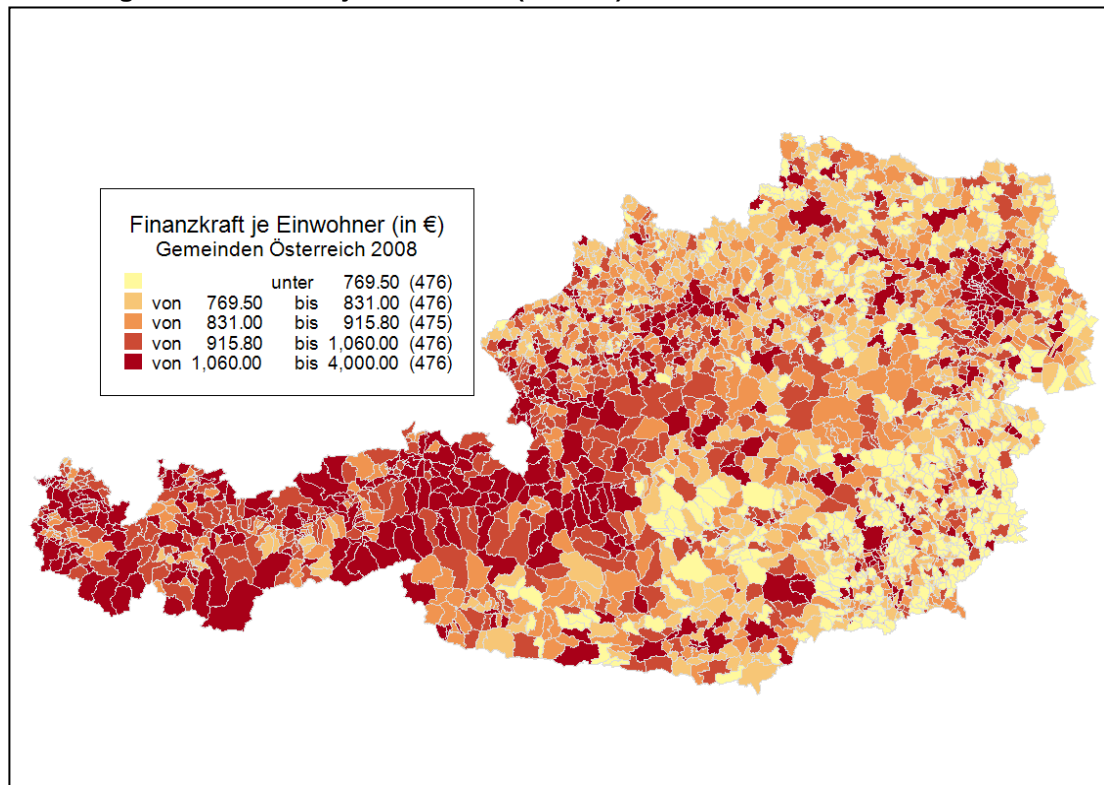 Finanzkraft je Einwohner (in €)
Gemeinden Österreich 2008
unter 769.50 (476)
von 769.50 bis 831.00 (476)
von 831.00 bis 915.80 (475)
von 915.80 bis 1,060.00 (476)
von 1,060.00 bis 4,000.00 (476)